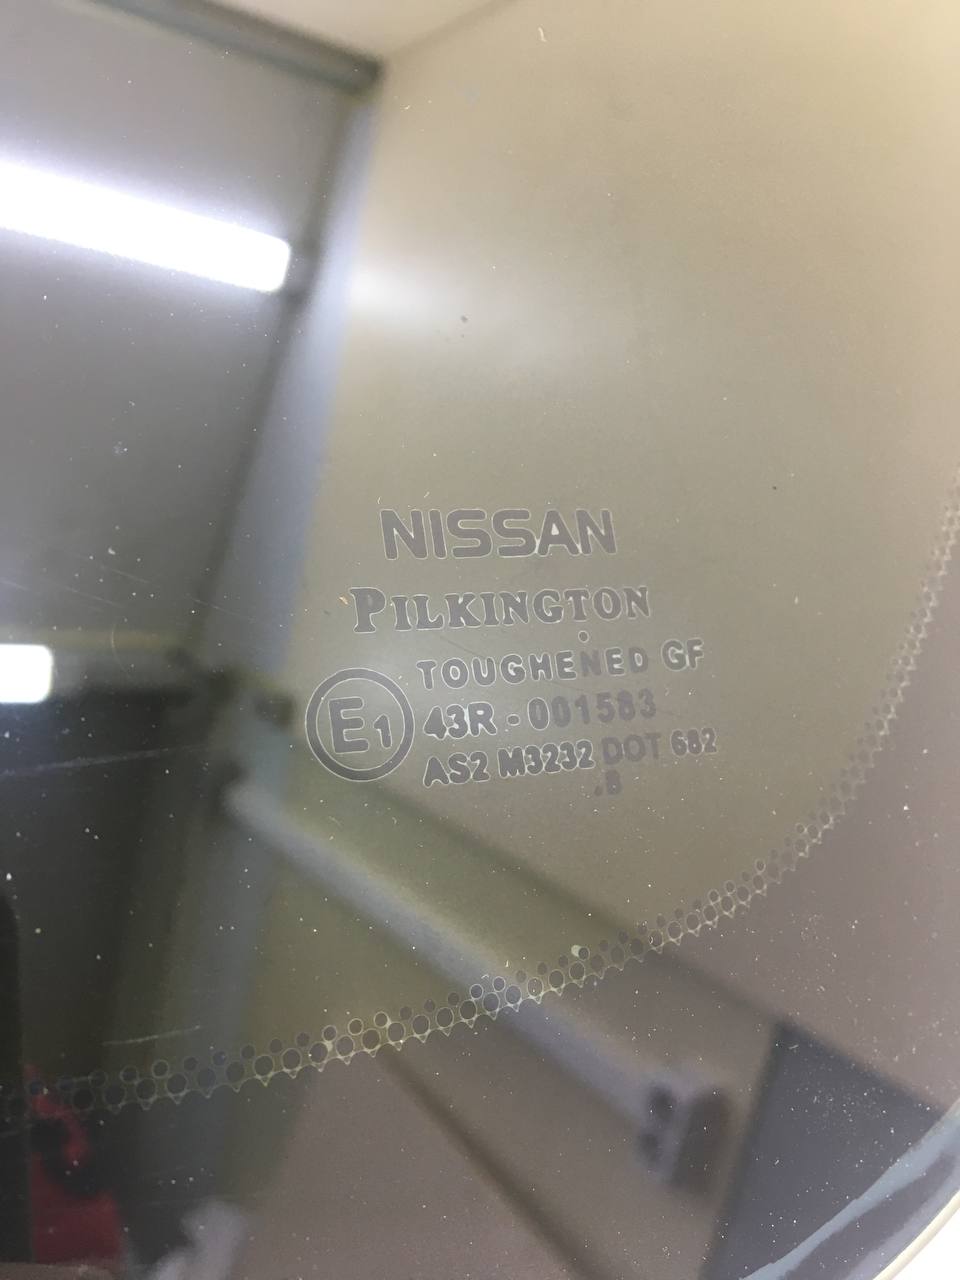 NISSAN
PILKINGTON
TOUGHENED GF
E1
43R - 001583
AS2 M3232 DOT 682
.B